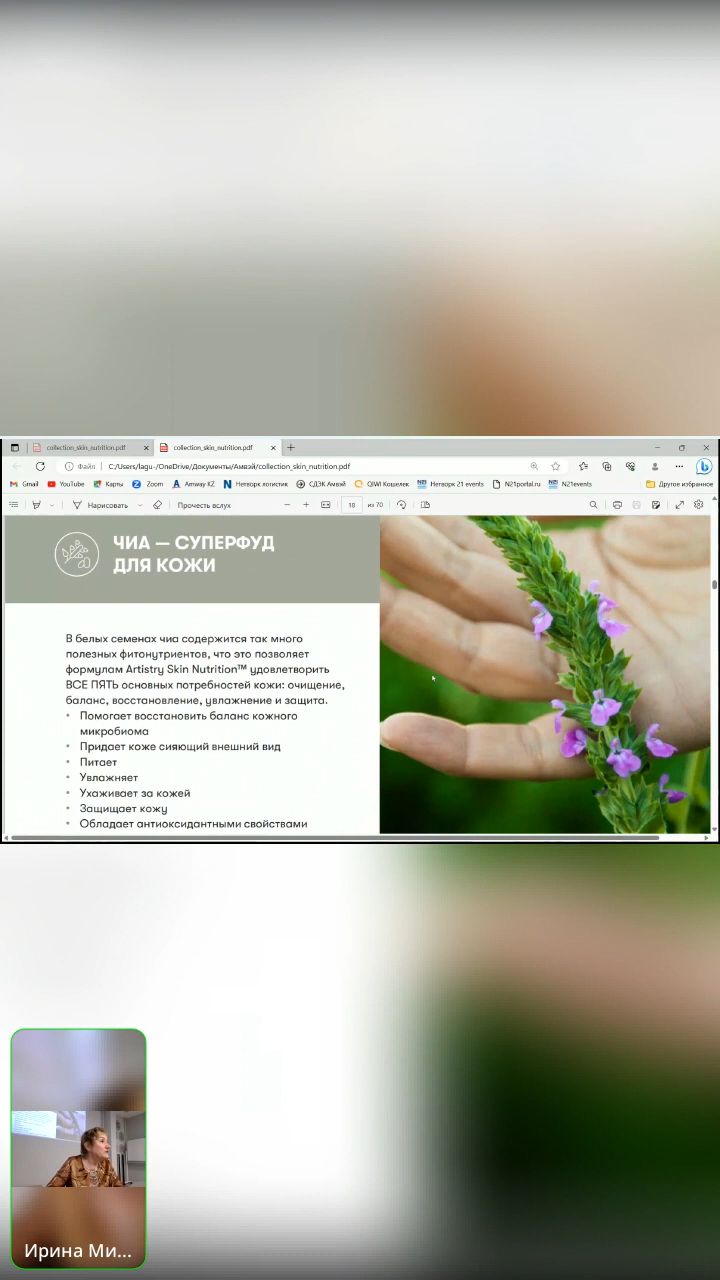 collection_skin_nutrition.pdf
collection_skin_nutrition.pdf
Файл
C:/Users/lagu-/OneDrive/Документы/Амвэй/collection_skin_nutrition.pdf
Gmail
YouTube
Карты
Zoom
Amway KZ
Нетворк логистик
СДЭК Амвэй
QIWI Кошелек
Нетворк 21 events
N21portal.ru
N21events
Другое избранное
Нарисовать
Прочесть вслух
18
из 70
ЧИА — СУПЕРФУД
ДЛЯ КОЖИ
В белых семенах чиа содержится так много
полезных фитонутриентов, что это позволяет
формулам Artistry Skin Nutrition™ удовлетворить
ВСЕ ПЯТЬ основных потребностей кожи: очищение,
баланс, восстановление, увлажнение и защита.
• Помогает восстановить баланс кожного
микробиома
• Придает коже сияющий внешний вид
• Питает
• Увлажняет
• Ухаживает за кожей
• Защищает кожу
• Обладает антиоксидантными свойствами
Ирина Ми...